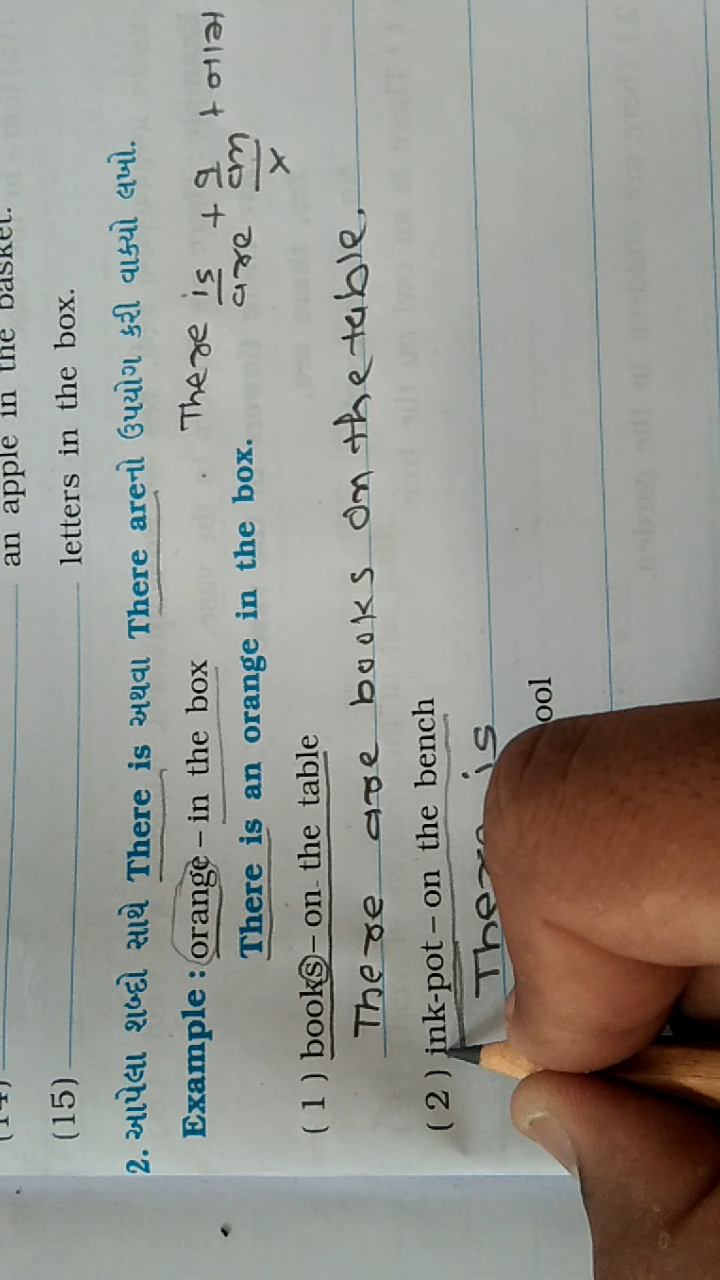 an apple in the basket.
(15) letters in the box.
2. આપેલા શબ્દો સાથે There is અથવા There areનો ઉપયોગ કરી વાક્યો લખો.
Example : orange – in the box
There is + a + નામ
are an
x
There is an orange in the box.
( 1 ) books – on the table
There are books on the table.
( 2 ) ink-pot – on the bench
There is
ool